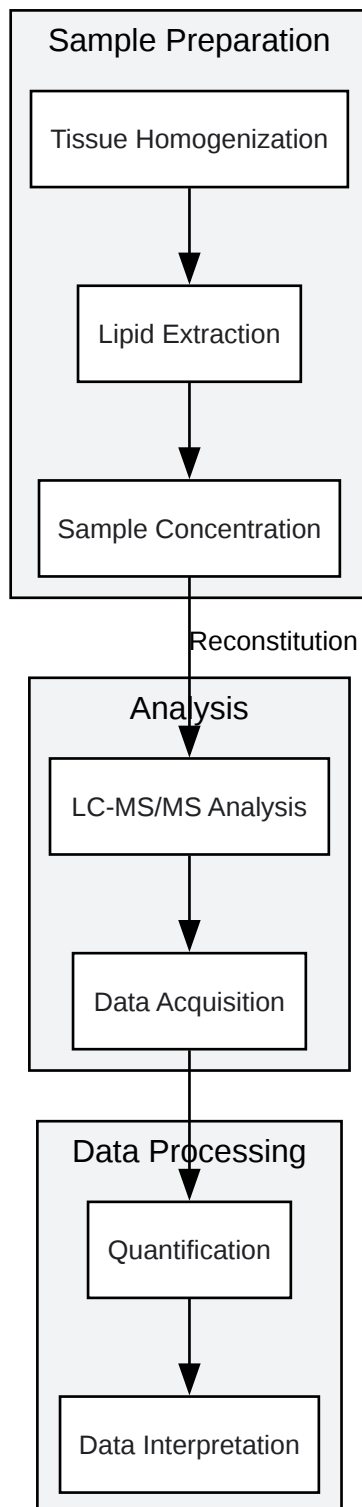 Sample Preparation
Tissue Homogenization
Lipid Extraction
Sample Concentration
Reconstitution
Analysis
LC-MS/MS Analysis
Data Acquisition
Data Processing
Quantification
Data Interpretation